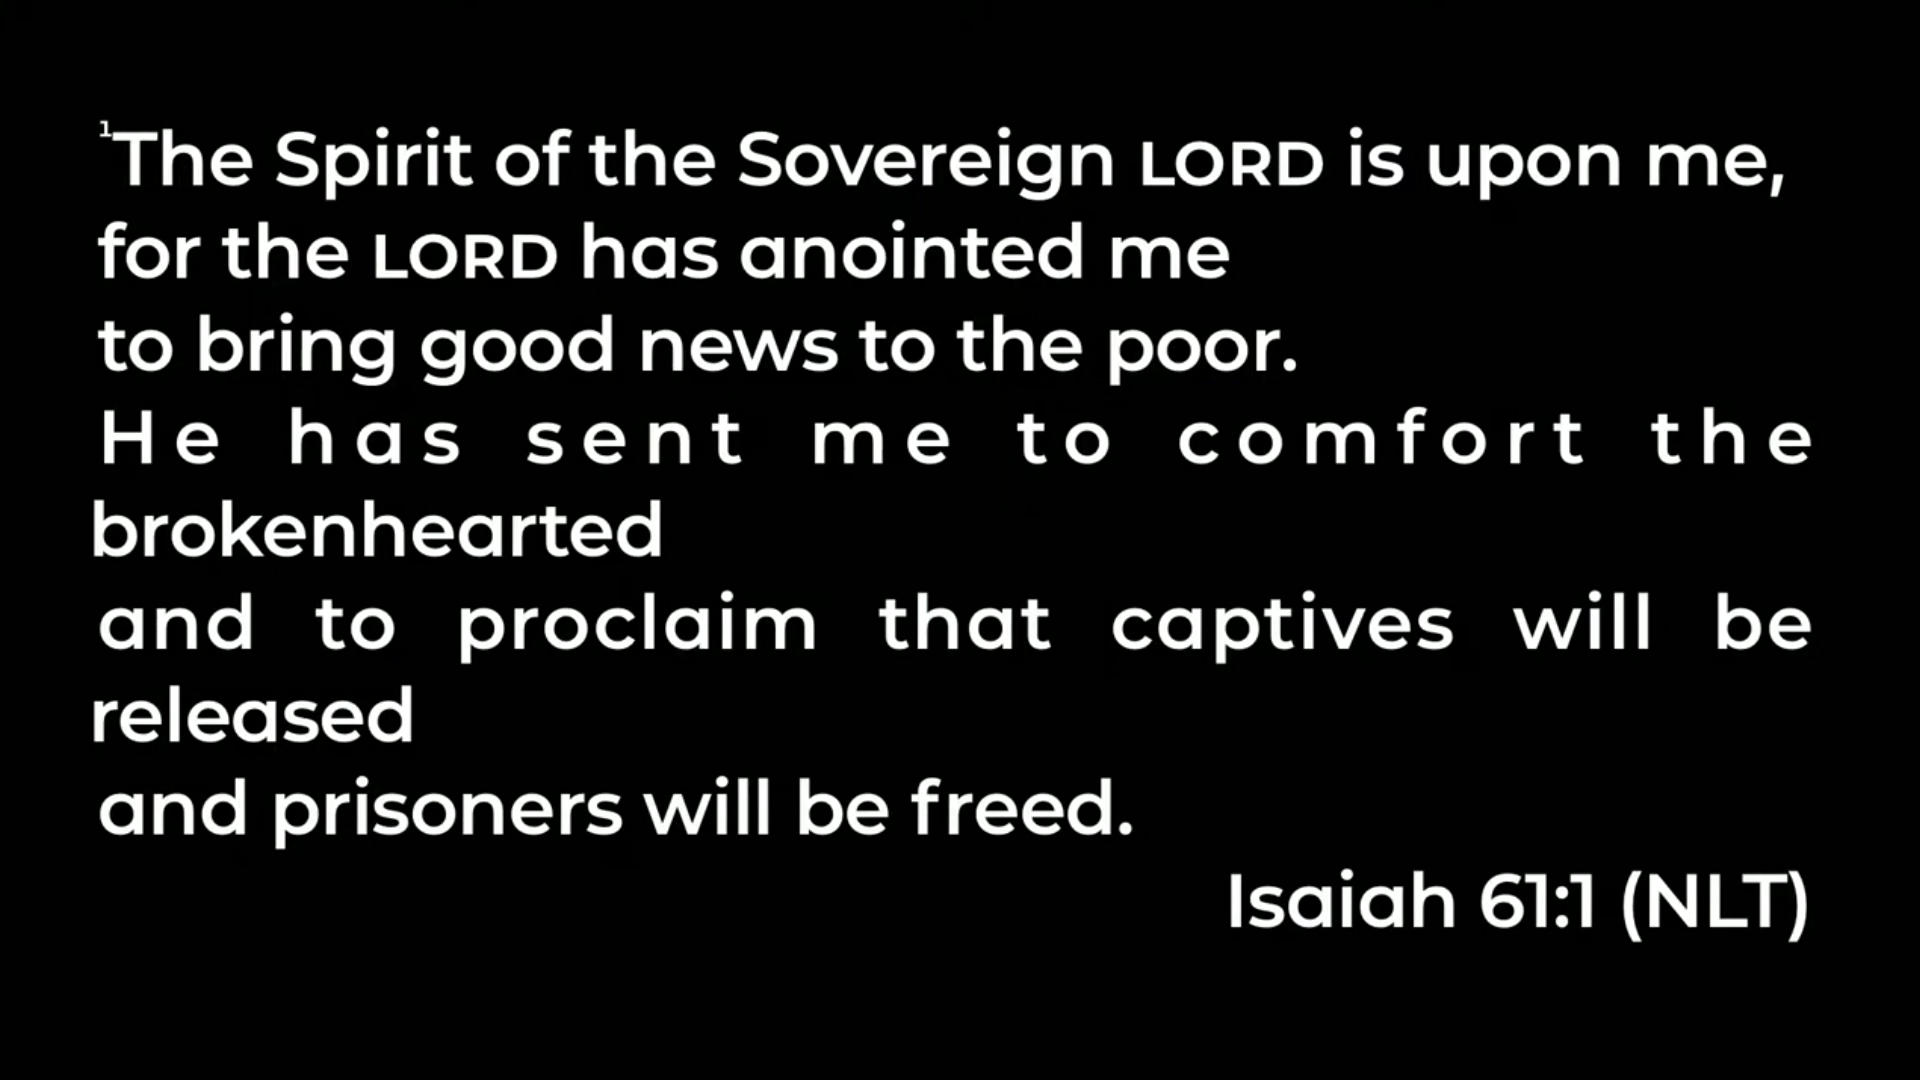 ¹The Spirit of the Sovereign LORD is upon me,
for the LORD has anointed me
to bring good news to the poor.
He has sent me to comfort the
brokenhearted
and to proclaim that captives will be
released
and prisoners will be freed.
Isaiah 61:1 (NLT)